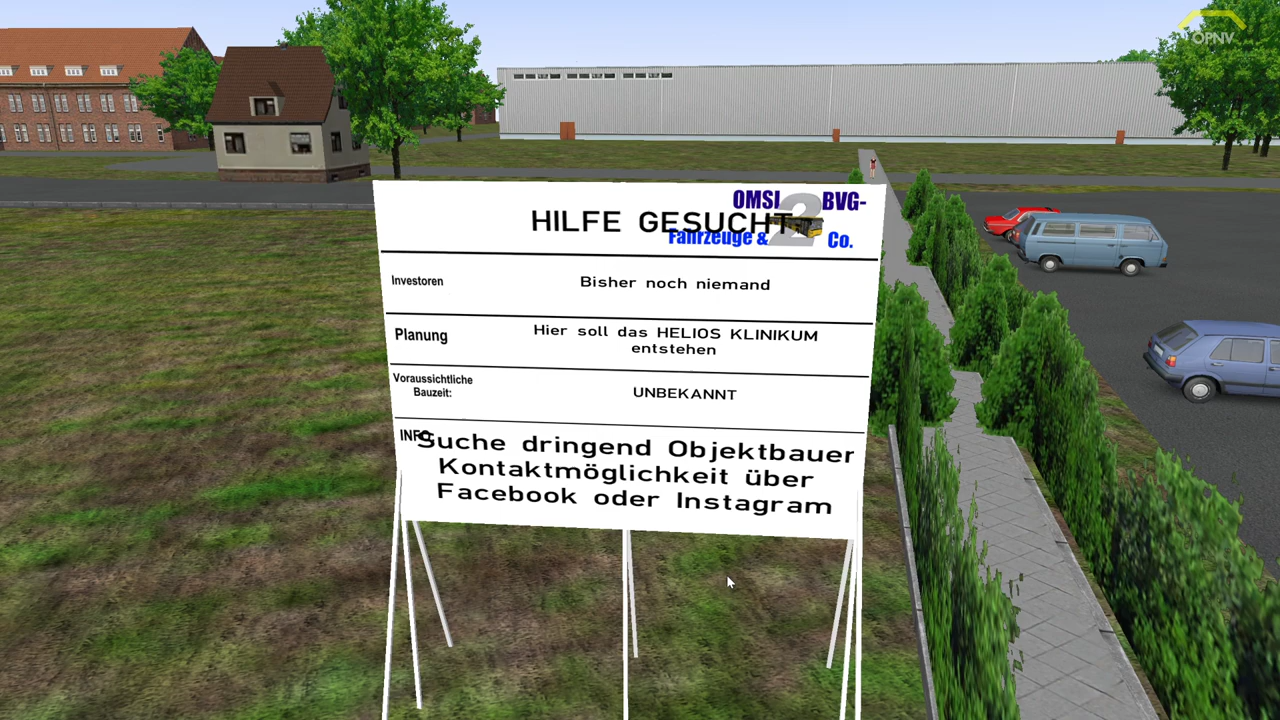 ÖPNV
OMSI 2 BVG-
HILFE GESUCHT
Fahrzeuge & Co.
Investoren
Bisher noch niemand
Planung
Hier soll das HELIOS KLINIKUM
entstehen
Voraussichtliche
Bauzeit:
UNBEKANNT
INFO
Suche dringend Objektbauer
Kontaktmöglichkeit über
Facebook oder Instagram